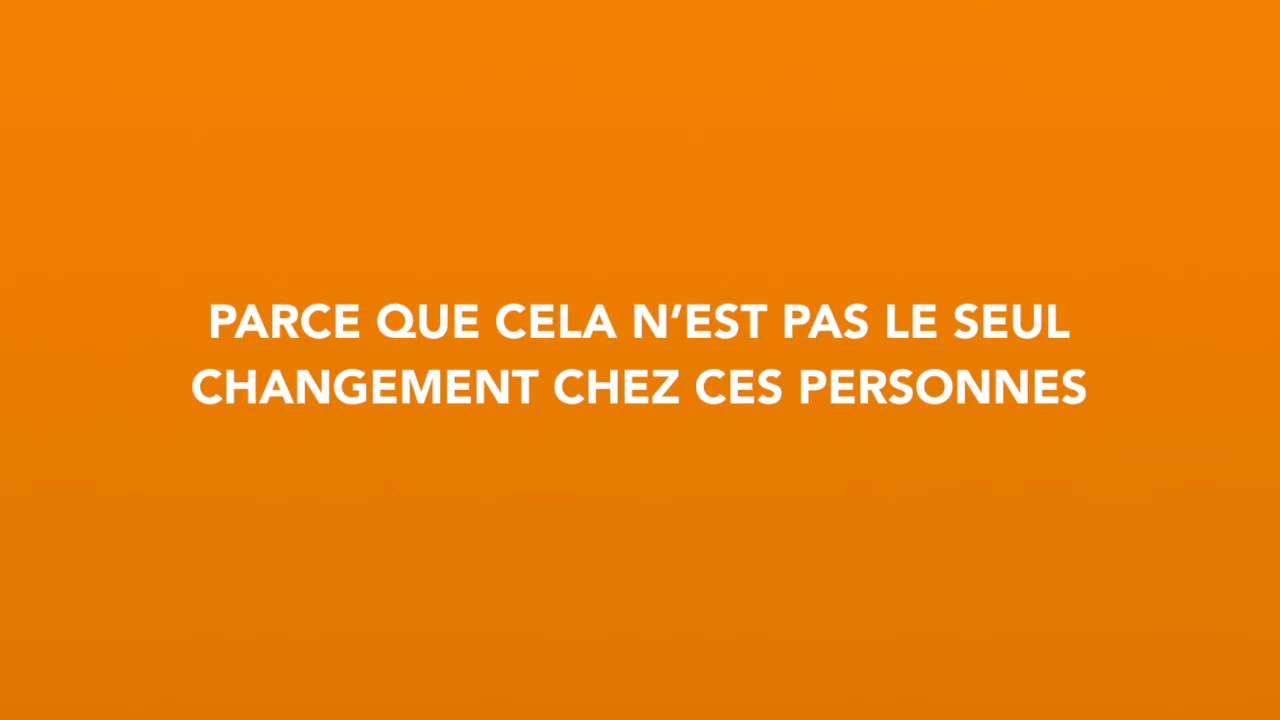 PARCE QUE CELA N’EST PAS LE SEUL
CHANGEMENT CHEZ CES PERSONNES